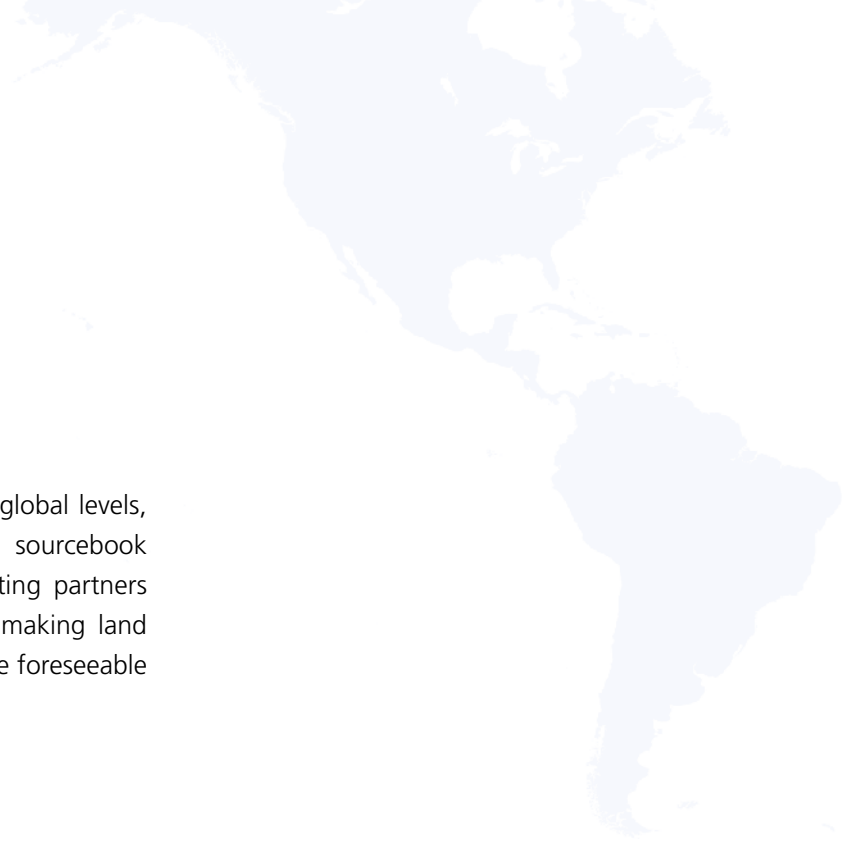 global levels,
sourcebook
ting partners
making land
e foreseeable